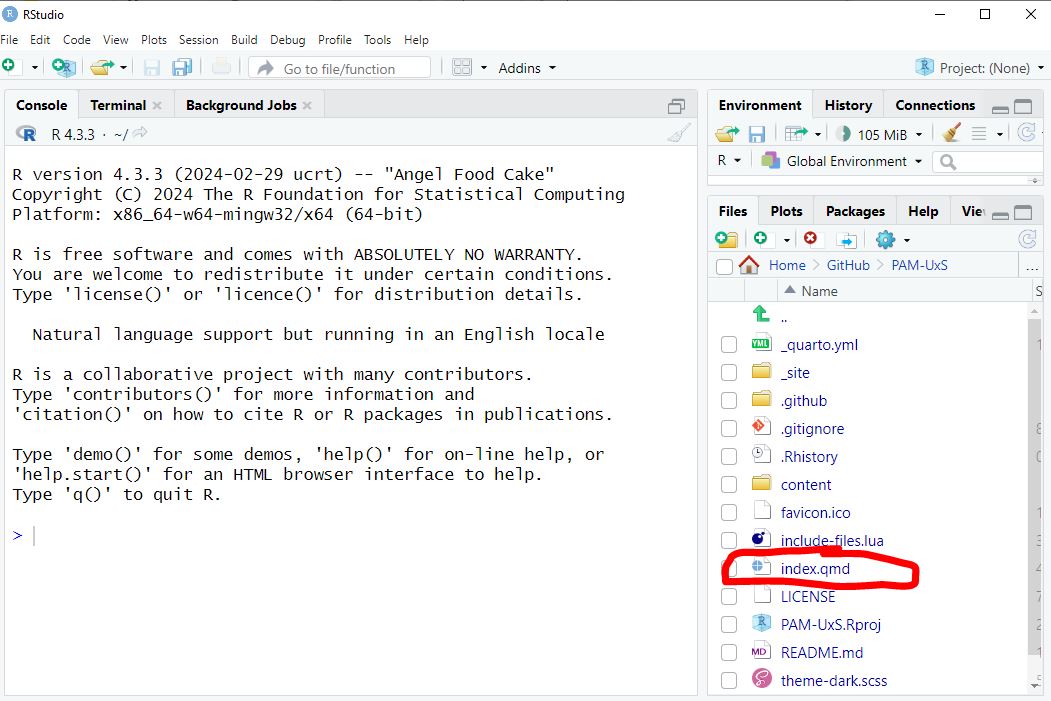 RStudio
File Edit Code View Plots Session Build Debug Profile Tools Help
Go to file/function Addins Project: (None)
Console Terminal Background Jobs
R 4.3.3 · ~/
R version 4.3.3 (2024-02-29 ucrt) -- "Angel Food Cake"
Copyright (C) 2024 The R Foundation for Statistical Computing
Platform: x86_64-w64-mingw32/x64 (64-bit)
R is free software and comes with ABSOLUTELY NO WARRANTY.
You are welcome to redistribute it under certain conditions.
Type 'license()' or 'licence()' for distribution details.
Natural language support but running in an English locale
R is a collaborative project with many contributors.
Type 'contributors()' for more information and
'citation()' on how to cite R or R packages in publications.
Type 'demo()' for some demos, 'help()' for on-line help, or
'help.start()' for an HTML browser interface to help.
Type 'q()' to quit R.
>
Environment History Connections
105 MiB
R Global Environment
Files Plots Packages Help
Home GitHub PAM-UxS ...
Name S
..
YML _quarto.yml
_site
.github
.gitignore
.Rhistory
content
favicon.ico
include-files.lua
index.qmd
LICENSE
PAM-UxS.Rproj
MD README.md
theme-dark.scss